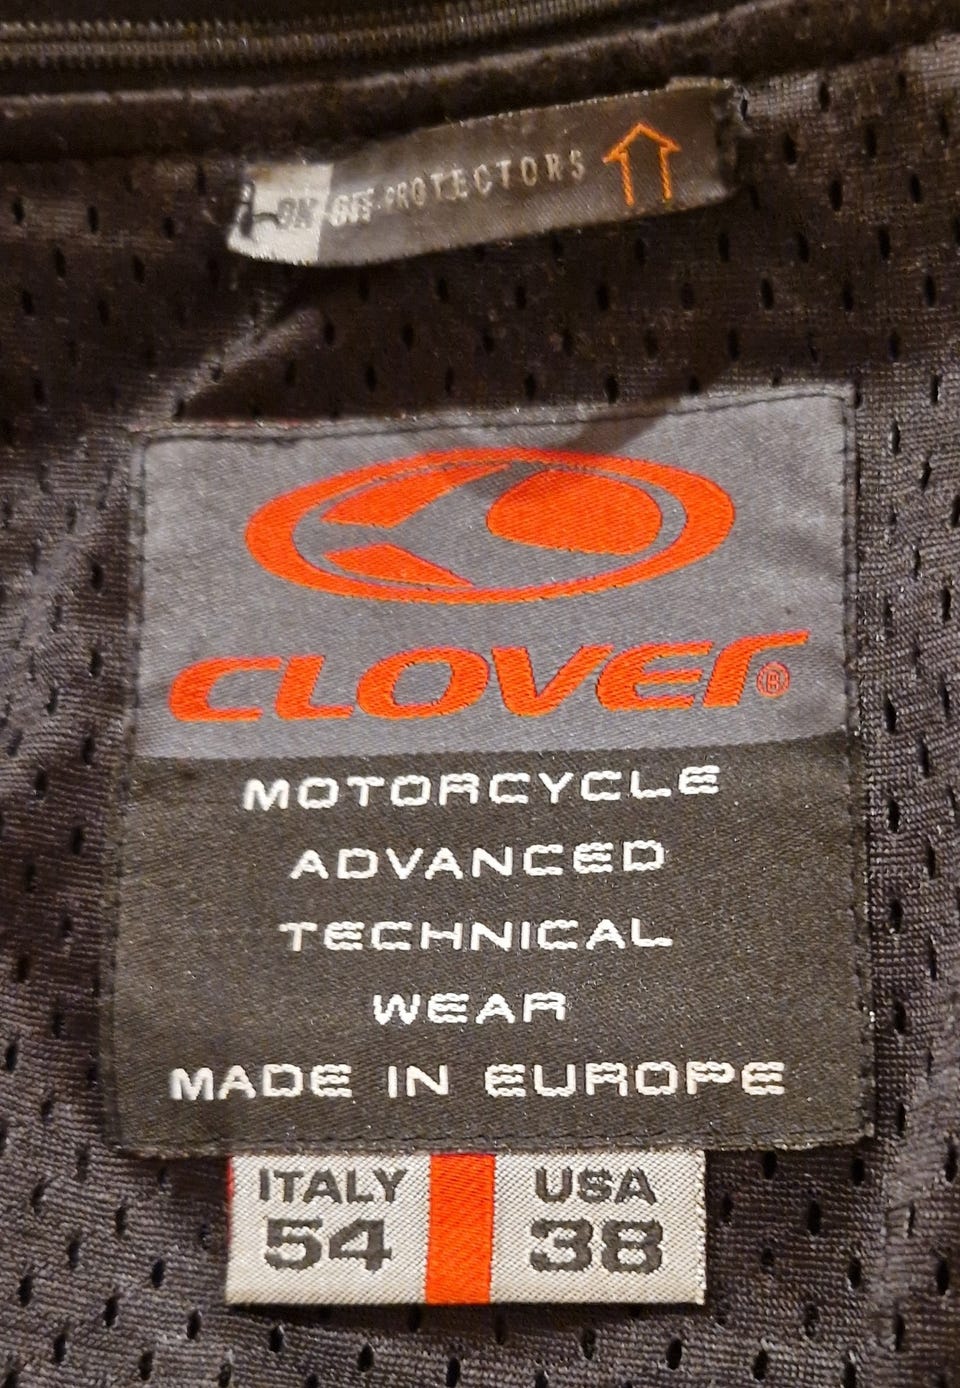 PROTECTORS
CLOVER®
MOTORCYCLE
ADVANCED
TECHNICAL
WEAR
MADE IN EUROPE
ITALY USA
54 38